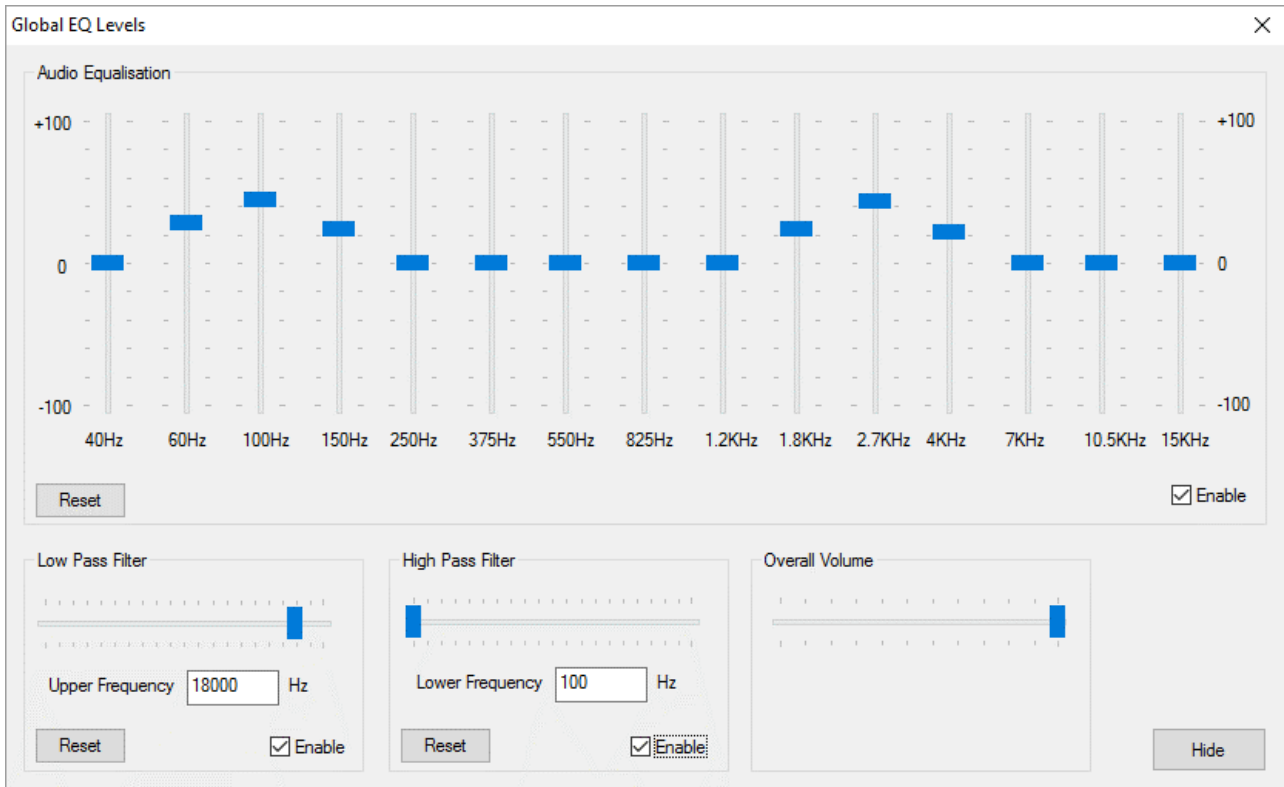 Global EQ Levels
Audio Equalisation
+100 +100
0 0
-100 -100
40Hz 60Hz 100Hz 150Hz 250Hz 375Hz 550Hz 825Hz 1.2KHz 1.8KHz 2.7KHz 4KHz 7KHz 10.5KHz 15KHz
Reset Enable
Low Pass Filter High Pass Filter Overall Volume
Upper Frequency 18000 Hz Lower Frequency 100 Hz
Reset Enable Reset Enable Hide